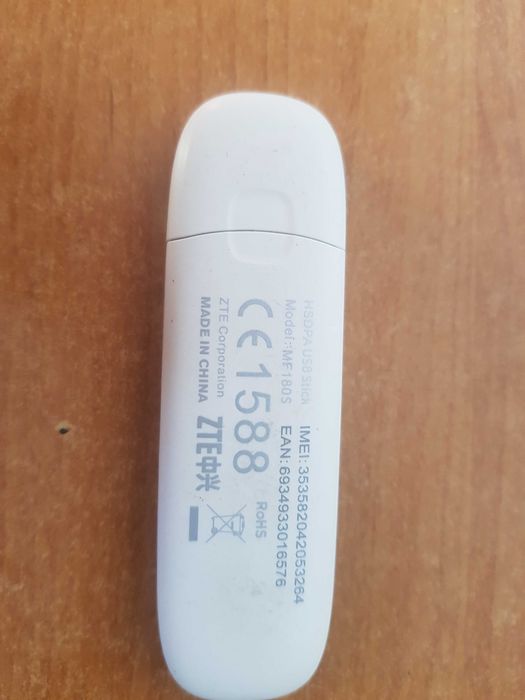 HSDPA USB Stick
Model: MF180S
IMEI: 353582042053264
EAN: 6934933016576
CE1588
RoHS
ZTE Corporation
MADE IN CHINA
ZTE中兴